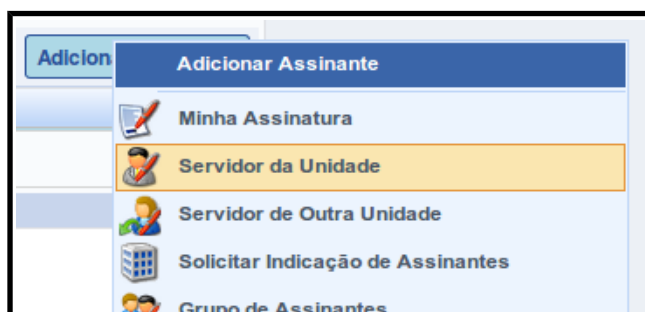 Adicion
Adicionar Assinante
Minha Assinatura
Servidor da Unidade
Servidor de Outra Unidade
Solicitar Indicação de Assinantes
Grupo de Assinantes